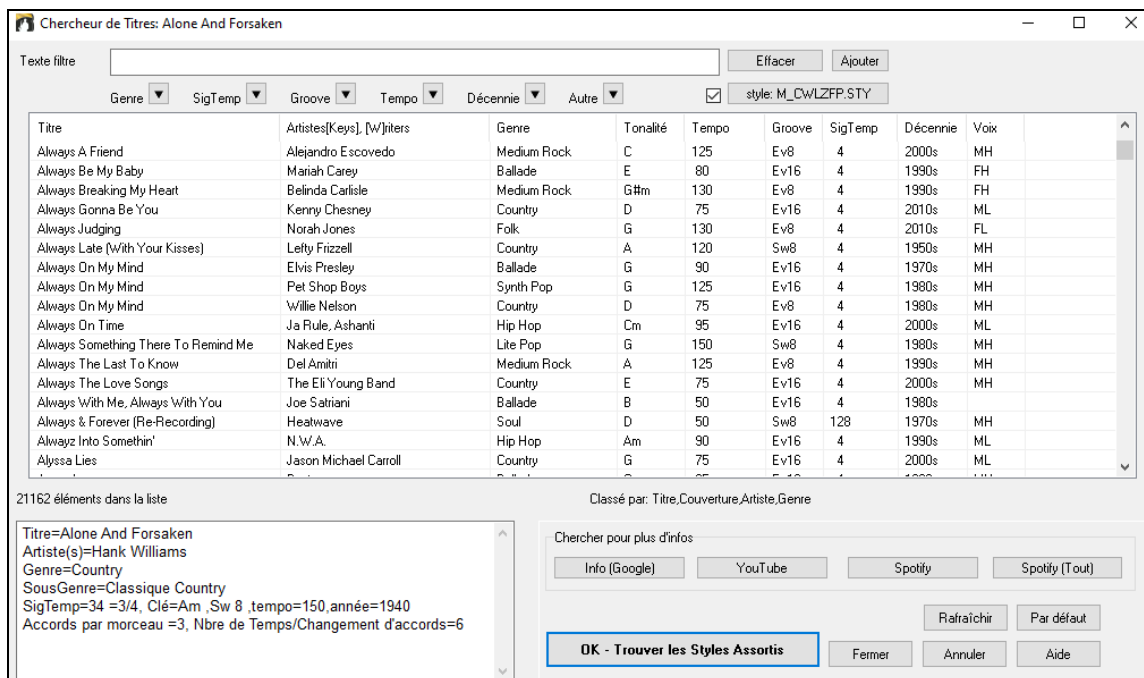 Chercheur de Titres: Alone And Forsaken
Texte filtre Effacer Ajouter
Genre SigTemp Groove Tempo Décennie Autre style: M_CWLZFP.STY
Titre Artistes[Keys], [W]riters Genre Tonalité Tempo Groove SigTemp Décennie Voix
Always A Friend Alejandro Escovedo Medium Rock C 125 Ev8 4 2000s MH
Always Be My Baby Mariah Carey Ballade E 80 Ev16 4 1990s FH
Always Breaking My Heart Belinda Carlisle Medium Rock G#m 130 Ev8 4 1990s FH
Always Gonna Be You Kenny Chesney Country D 75 Ev16 4 2010s ML
Always Judging Norah Jones Folk G 130 Ev8 4 2010s FL
Always Late (With Your Kisses) Lefty Frizzell Country A 120 Sw8 4 1950s MH
Always On My Mind Elvis Presley Ballade G 90 Ev16 4 1970s MH
Always On My Mind Pet Shop Boys Synth Pop G 125 Ev16 4 1980s MH
Always On My Mind Willie Nelson Country D 75 Ev8 4 1980s MH
Always On Time Ja Rule, Ashanti Hip Hop Cm 95 Ev16 4 2000s ML
Always Something There To Remind Me Naked Eyes Lite Pop G 150 Sw8 4 1980s MH
Always The Last To Know Del Amitri Medium Rock A 125 Ev8 4 1990s MH
Always The Love Songs The Eli Young Band Country E 75 Ev16 4 2000s MH
Always With Me, Always With You Joe Satriani Ballade B 50 Ev16 4 1980s
Always & Forever (Re-Recording) Heatwave Soul D 50 Sw8 128 1970s MH
Alwayz Into Somethin' N.W.A. Hip Hop Am 90 Ev16 4 1990s ML
Alyssa Lies Jason Michael Carroll Country G 75 Ev16 4 2000s ML
21162 éléments dans la liste Classé par: Titre,Couverture,Artiste,Genre
Titre=Alone And Forsaken
Artiste(s)=Hank Williams
Genre=Country
SousGenre=Classique Country
SigTemp=34 =3/4, Clé=Am ,Sw 8 ,tempo=150,année=1940
Accords par morceau =3, Nbre de Temps/Changement d'accords=6
Chercher pour plus d'infos
Info (Google) YouTube Spotify Spotify (Tout)
Rafraîchir Par défaut
OK - Trouver les Styles Assortis Fermer Annuler Aide